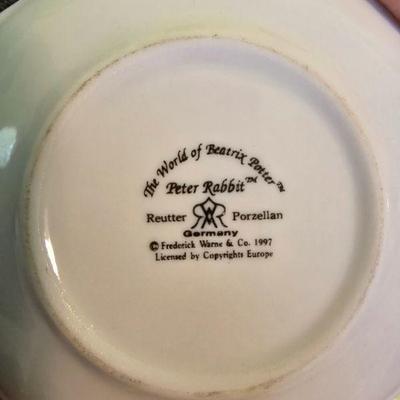 The World of Beatrix Potter™
Peter Rabbit™
Reutter Porzellan
Germany
© Frederick Warne & Co. 1997
Licensed by Copyrights Europe